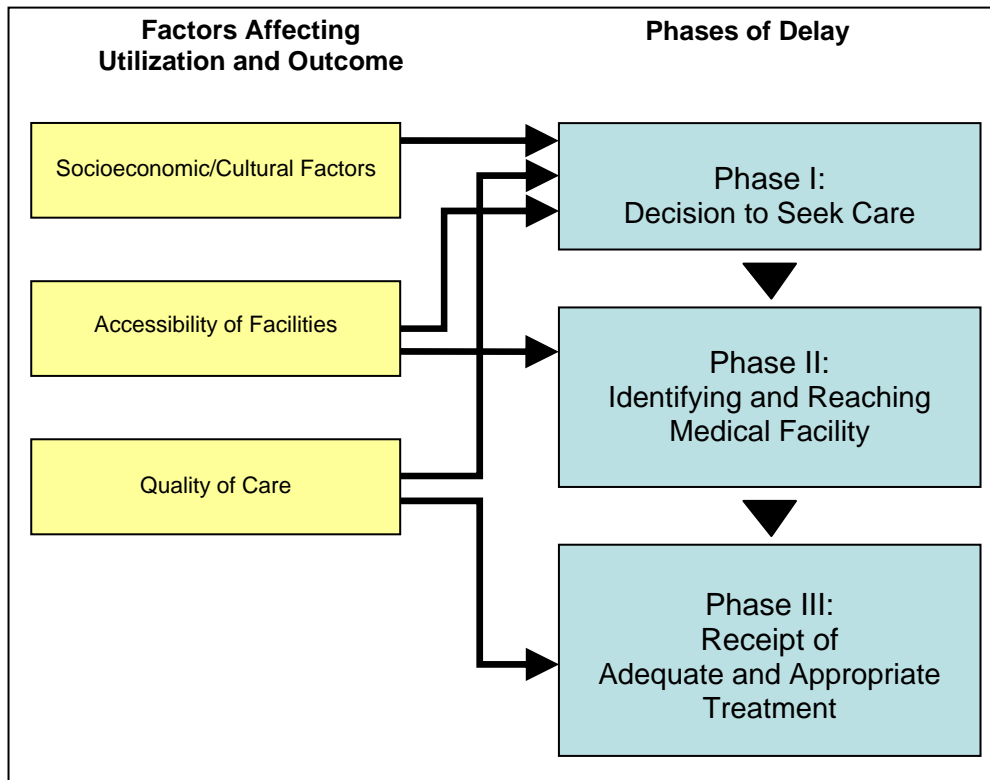 Factors Affecting
Utilization and Outcome
Phases of Delay
Socioeconomic/Cultural Factors
Accessibility of Facilities
Quality of Care
Phase I:
Decision to Seek Care
Phase II:
Identifying and Reaching
Medical Facility
Phase III:
Receipt of
Adequate and Appropriate
Treatment